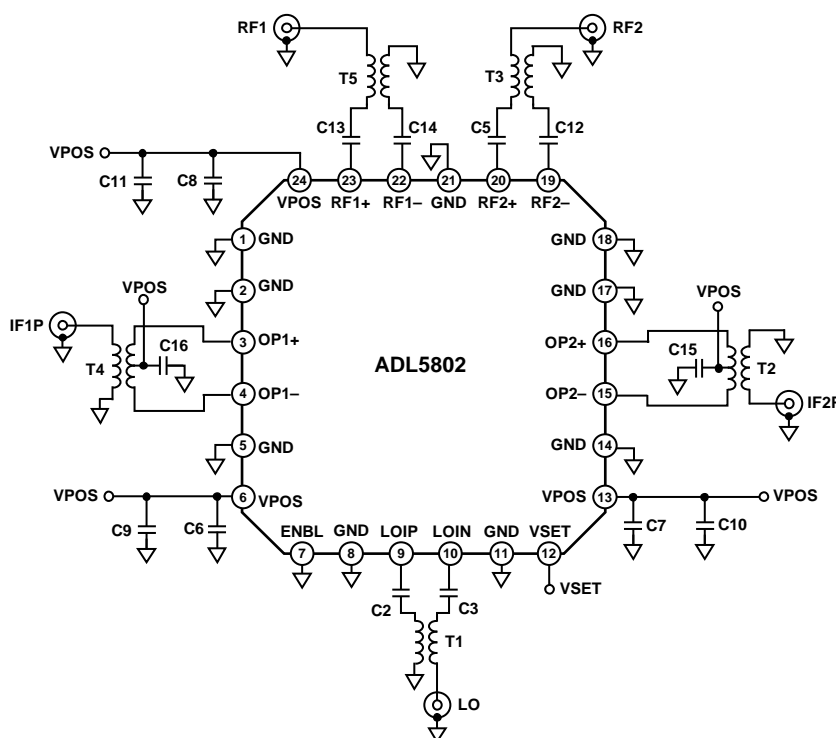 RF1
RF2
T5
T3
C13
C14
C5
C12
VPOS
C11
C8
24
23
22
21
20
19
VPOS
RF1+
RF1–
GND
RF2+
RF2–
1
GND
GND
18
2
GND
GND
17
VPOS
VPOS
IF1P
C16
3
OP1+
OP2+
16
C15
T4
ADL5802
T2
4
OP1–
OP2–
15
5
GND
GND
14
VPOS
6
VPOS
VPOS
13
VPOS
C9
C6
C7
C10
ENBL
GND
LOIP
LOIN
GND
VSET
7
8
9
10
11
12
C2
C3
VSET
T1
LO